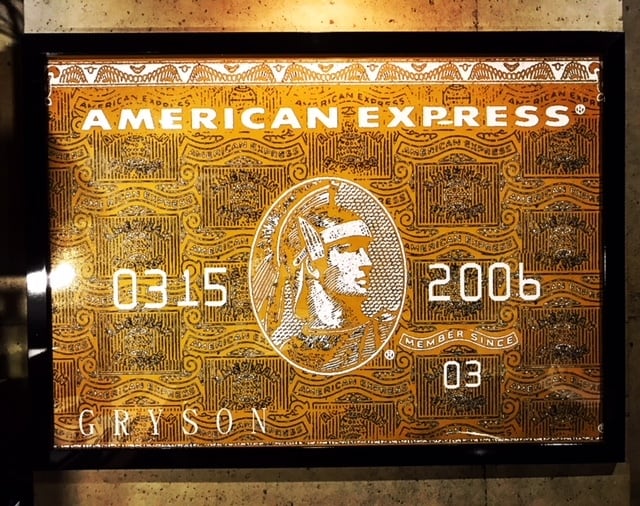 AMERICAN EXPRESS®
0315 2006
®
MEMBER SINCE
03
GRYSON